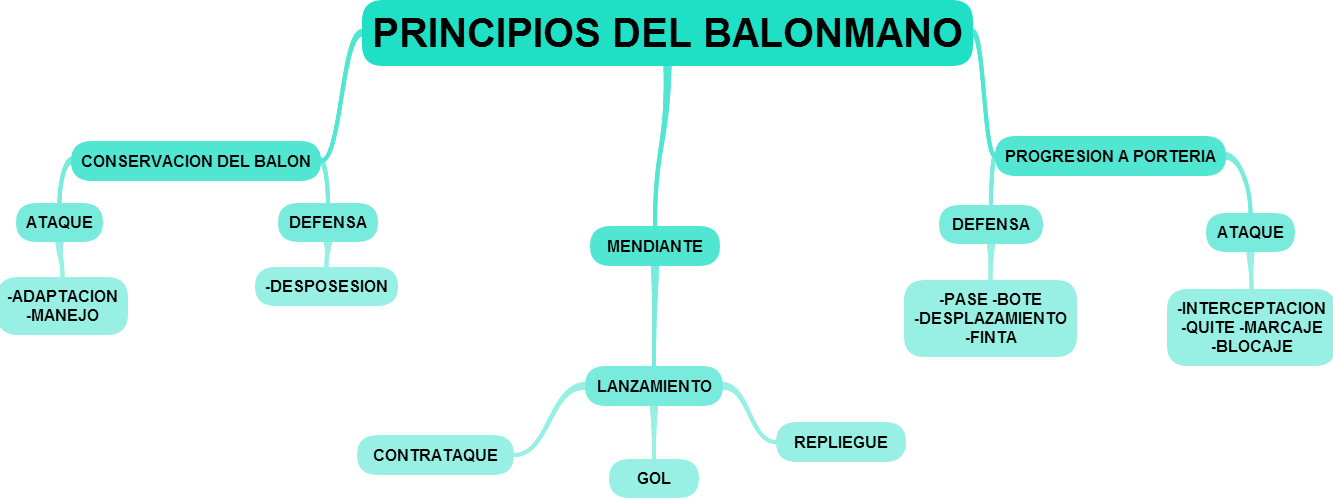 PRINCIPIOS DEL BALONMANO
CONSERVACION DEL BALON
ATAQUE
-ADAPTACION
-MANEJO
DEFENSA
-DESPOSESION
MENDIANTE
LANZAMIENTO
CONTRATAQUE
GOL
REPLIEGUE
PROGRESION A PORTERIA
DEFENSA
-PASE -BOTE
-DESPLAZAMIENTO
-FINTA
ATAQUE
-INTERCEPTACION
-QUITE -MARCAJE
-BLOCAJE